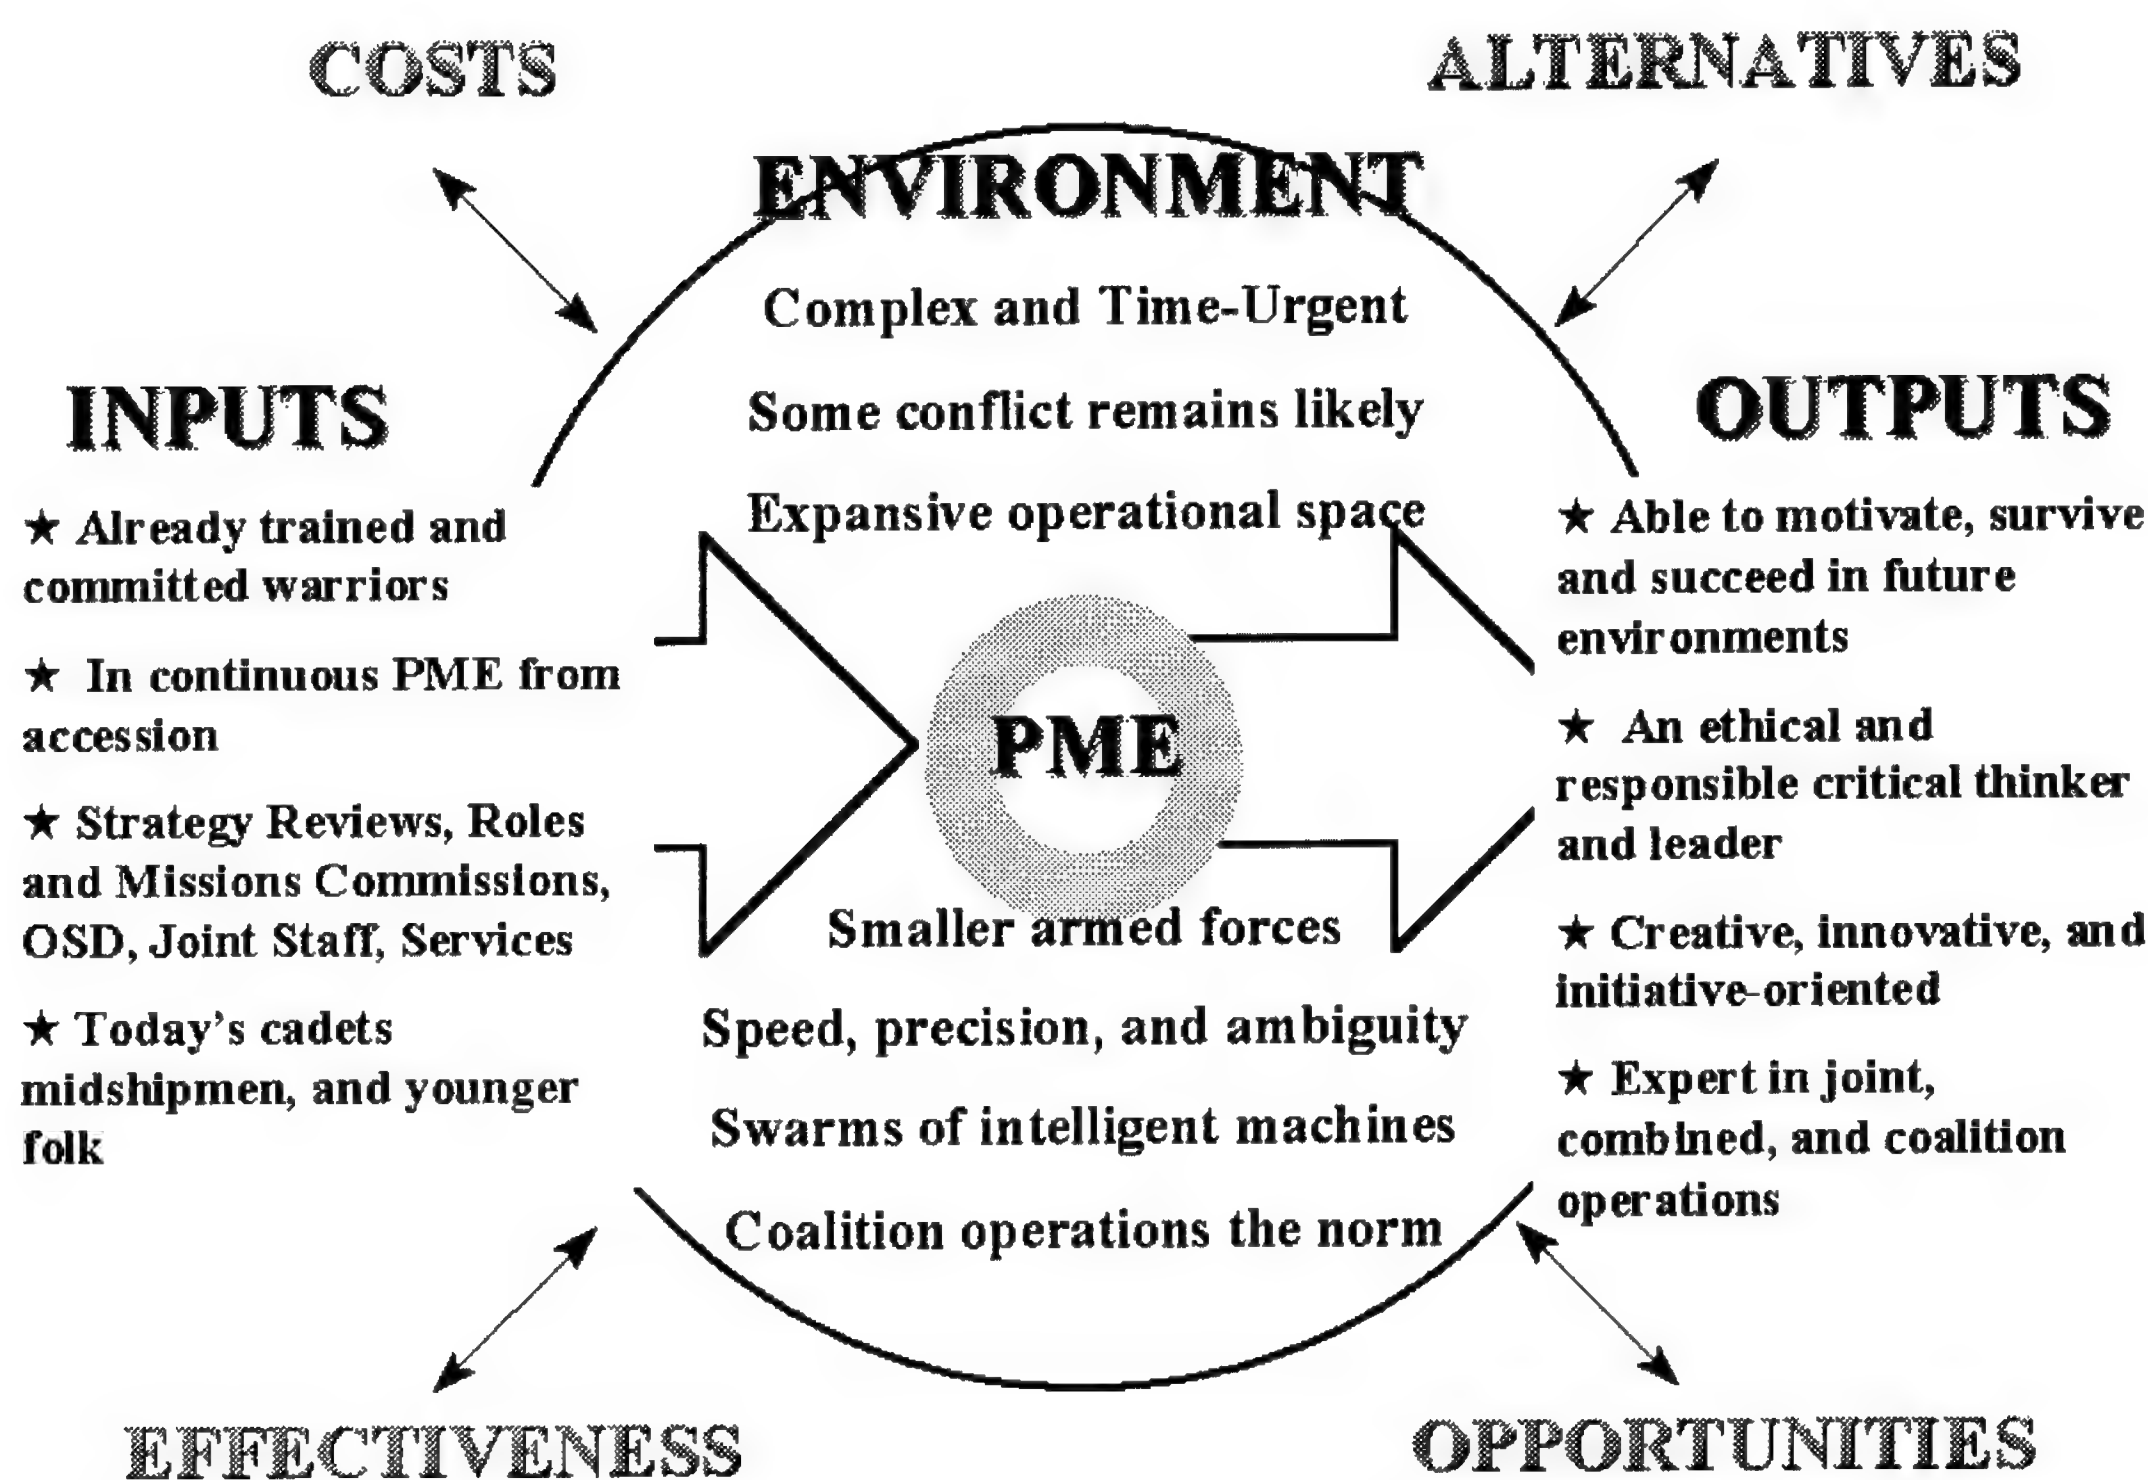 COSTS
ALTERNATIVES
ENVIRONMENT
Complex and Time-Urgent
Some conflict remains likely
Expansive operational space
INPUTS
★ Already trained and
committed warriors
★ In continuous PME from
accession
★ Strategy Reviews, Roles
and Missions Commissions,
OSD, Joint Staff, Services
★ Today's cadets
midshipmen, and younger
folk
PME
Smaller armed forces
Speed, precision, and ambiguity
Swarms of intelligent machines
Coalition operations the norm
OUTPUTS
★ Able to motivate, survive
and succeed in future
environments
★ An ethical and
responsible critical thinker
and leader
★ Creative, innovative, and
initiative-oriented
★ Expert in joint,
combined, and coalition
operations
EFFECTIVENESS
OPPORTUNITIES